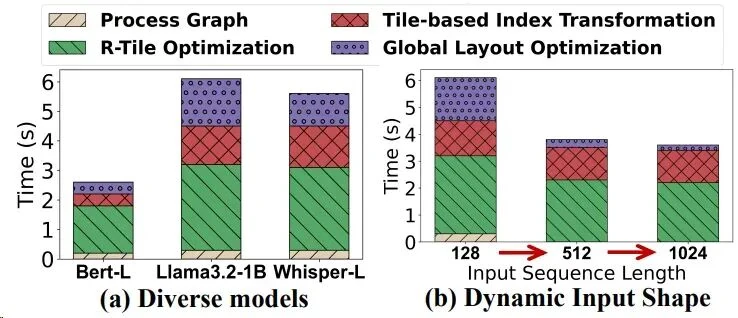 Process Graph
Tile-based Index Transformation
R-Tile Optimization
Global Layout Optimization
Time (s)
6
5
4
3
2
1
0
Bert-L Llama3.2-1B Whisper-L
(a) Diverse models
Time (s)
6
5
4
3
2
1
0
128 512 1024
Input Sequence Length
(b) Dynamic Input Shape